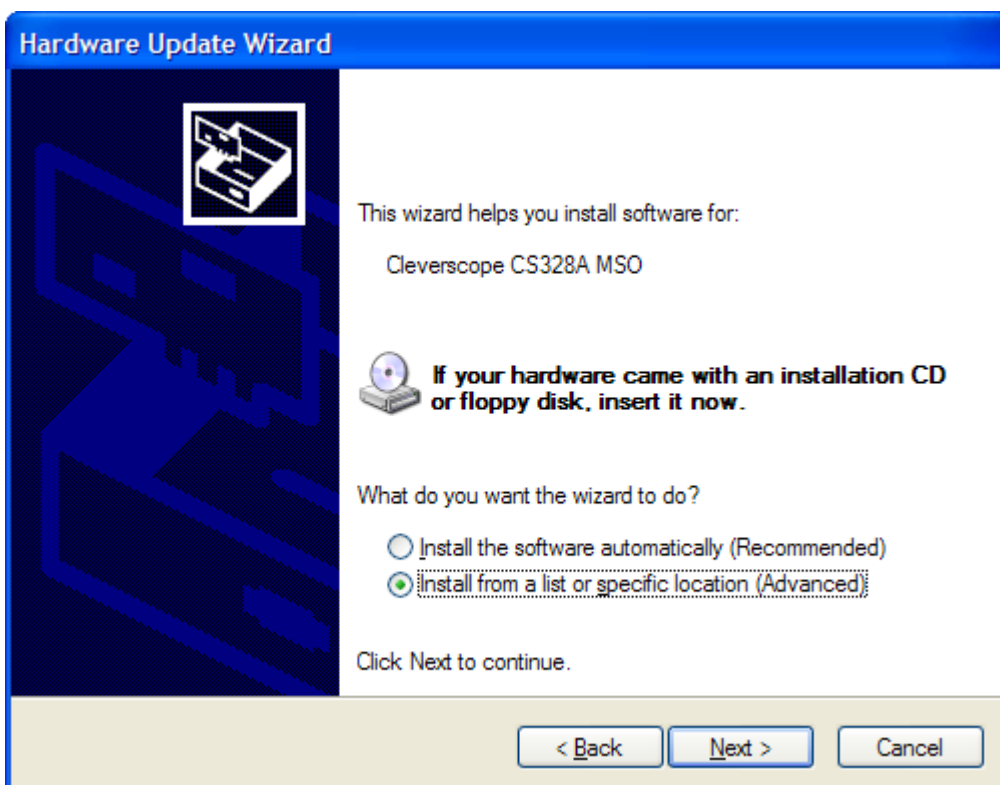 Hardware Update Wizard
This wizard helps you install software for:
Cleverscope CS328A MSO
If your hardware came with an installation CD
or floppy disk, insert it now.
What do you want the wizard to do?
Install the software automatically (Recommended)
Install from a list or specific location (Advanced)
Click Next to continue.
< Back
Next >
Cancel